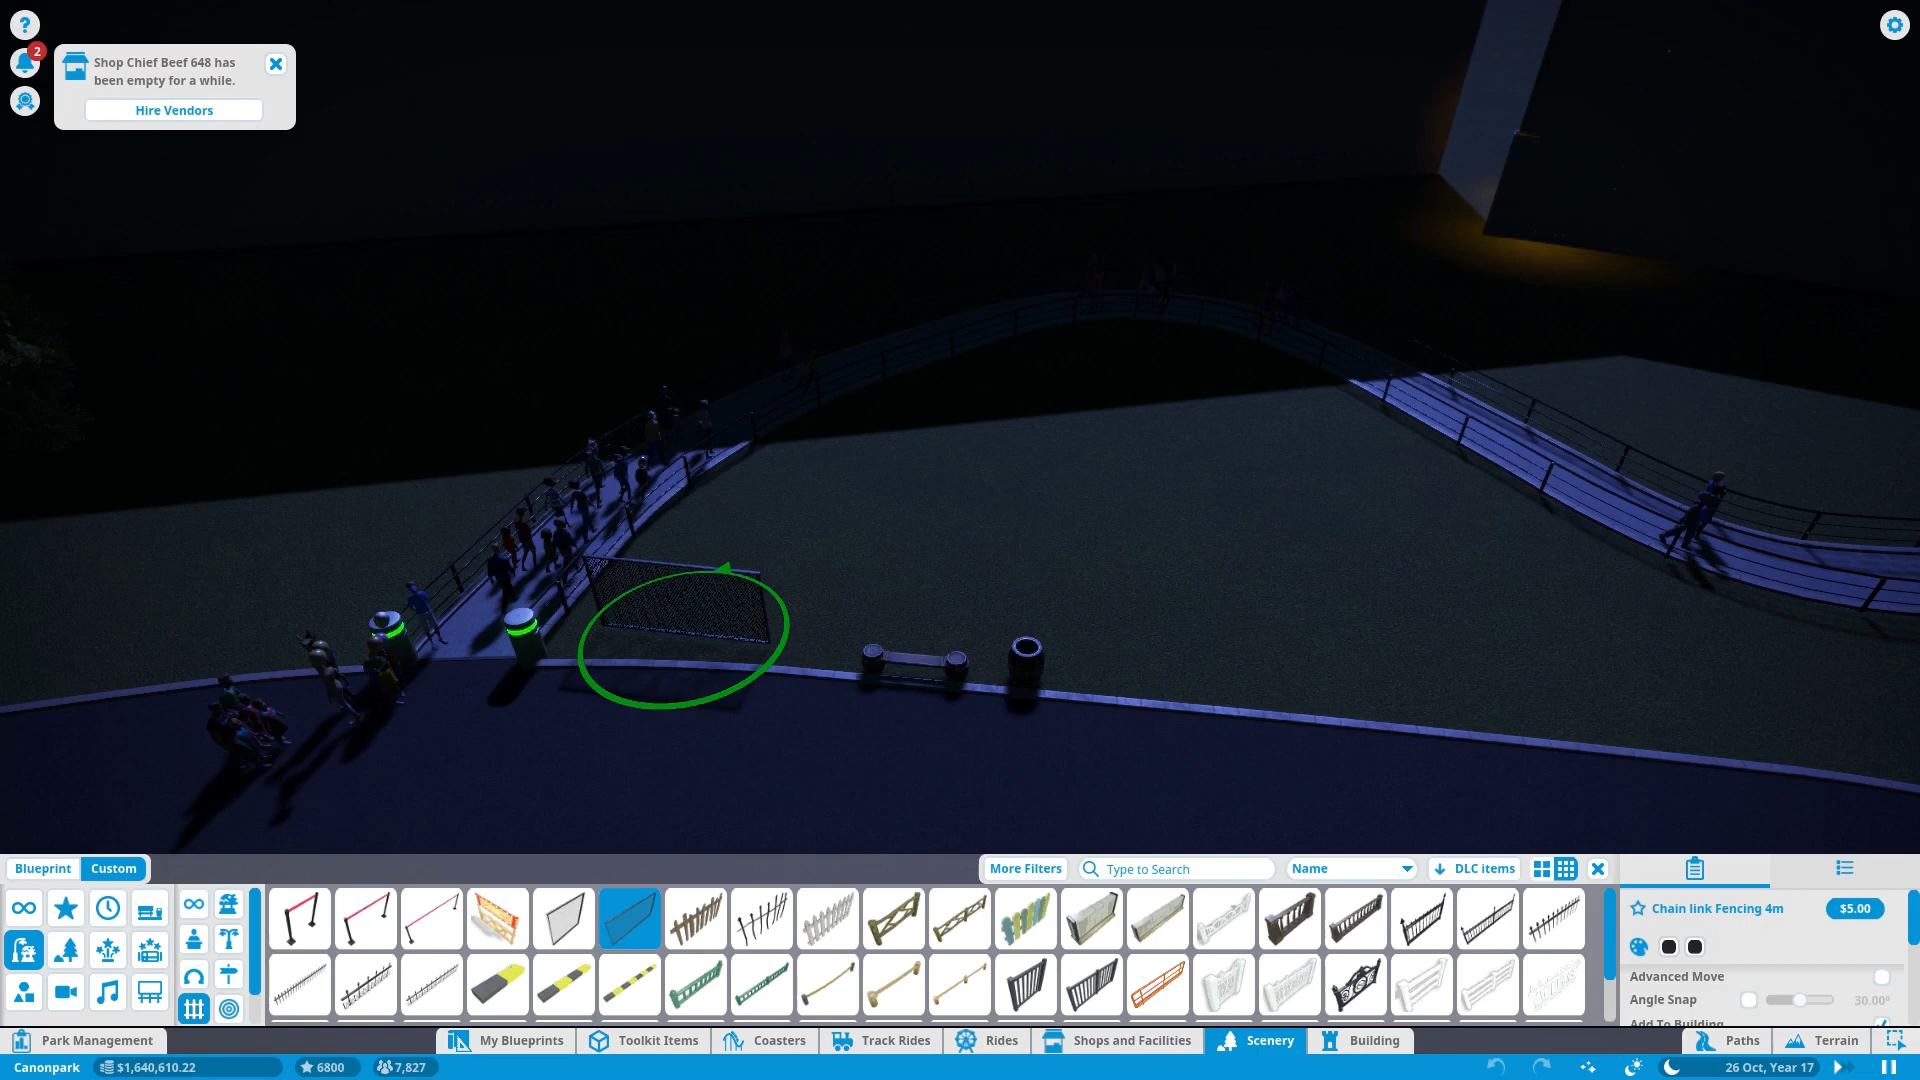 2
Shop Chief Beef 648 has
been empty for a while.
Hire Vendors
Blueprint
Custom
More Filters
Type to Search
Name
DLC items
Chain link Fencing 4m
$5.00
Advanced Move
Angle Snap
30.00°
Add To Building
Park Management
My Blueprints
Toolkit Items
Coasters
Track Rides
Rides
Shops and Facilities
Scenery
Building
Paths
Terrain
Canonpark
$1,640,610.22
6800
7,827
26 Oct, Year 17